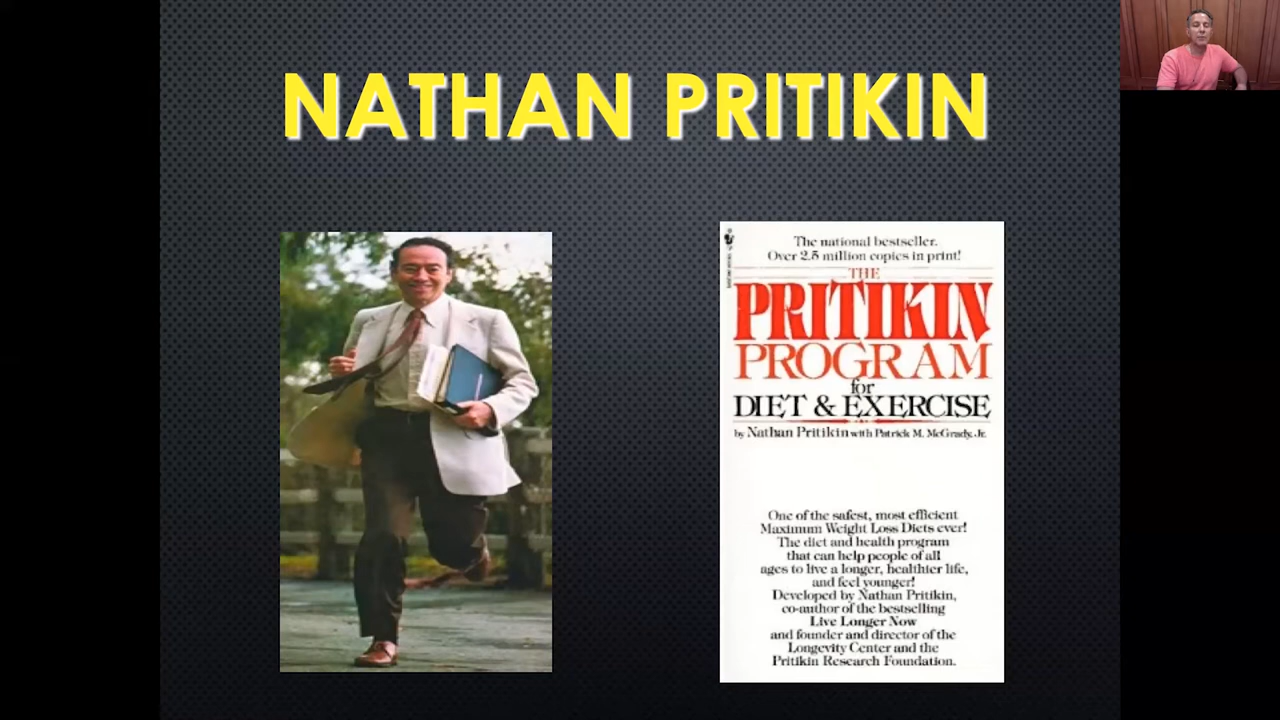 NATHAN PRITIKIN
The national bestseller.
Over 2.5 million copies in print!
THE
PRITIKIN
PROGRAM
for
DIET & EXERCISE
by Nathan Pritikin with Patrick M. McGrady, Jr.
One of the safest, most efficient
Maximum Weight Loss Diets ever!
The diet and health program
that can help people of all
ages to live a longer, healthier life,
and feel younger!
Developed by Nathan Pritikin,
co-author of the bestselling
Live Longer Now
and founder and director of the
Longevity Center and the
Pritikin Research Foundation.